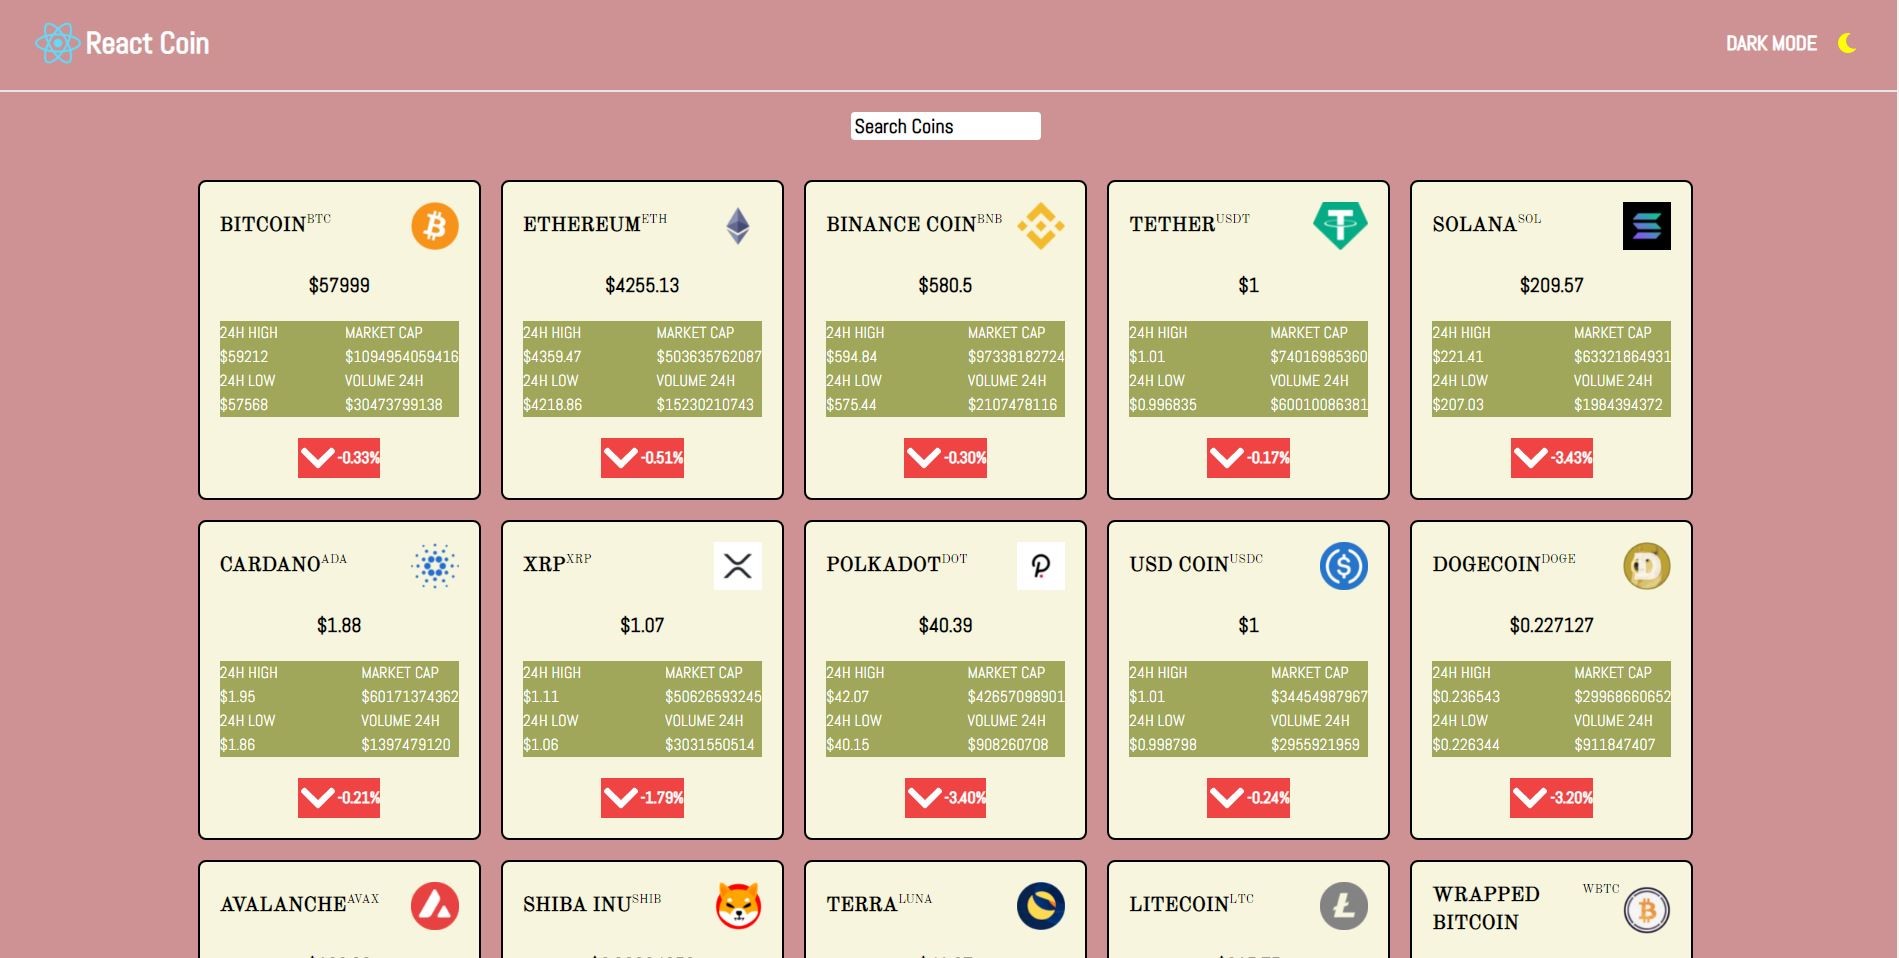 React Coin
DARK MODE
Search Coins
BITCOIN BTC
$57999
24H HIGH MARKET CAP
$59212 $1094954059416
24H LOW VOLUME 24H
$57568 $30473799138
-0.33%
ETHEREUM ETH
$4255.13
24H HIGH MARKET CAP
$4359.47 $503635762087
24H LOW VOLUME 24H
$4218.86 $15230210743
-0.51%
BINANCE COIN BNB
$580.5
24H HIGH MARKET CAP
$594.84 $97338182724
24H LOW VOLUME 24H
$575.44 $2107478116
-0.30%
TETHER USDT
$1
24H HIGH MARKET CAP
$1.01 $74016985360
24H LOW VOLUME 24H
$0.996835 $60010086381
-0.17%
SOLANA SOL
$209.57
24H HIGH MARKET CAP
$221.41 $63321864931
24H LOW VOLUME 24H
$207.03 $1984394372
-3.43%
CARDANO ADA
$1.88
24H HIGH MARKET CAP
$1.95 $60171374362
24H LOW VOLUME 24H
$1.86 $1397479120
-0.21%
XRP XRP
$1.07
24H HIGH MARKET CAP
$1.11 $50626593245
24H LOW VOLUME 24H
$1.06 $3031550514
-1.79%
POLKADOT DOT
$40.39
24H HIGH MARKET CAP
$42.07 $42657098901
24H LOW VOLUME 24H
$40.15 $908260708
-3.40%
USD COIN USDC
$1
24H HIGH MARKET CAP
$1.01 $34454987967
24H LOW VOLUME 24H
$0.998798 $2955921959
-0.24%
DOGECOIN DOGE
$0.227127
24H HIGH MARKET CAP
$0.236543 $29968660652
24H LOW VOLUME 24H
$0.226344 $911847407
-3.20%
AVALANCHE AVAX
SHIBA INU SHIB
TERRA LUNA
LITECOIN LTC
WRAPPED WBTC
BITCOIN